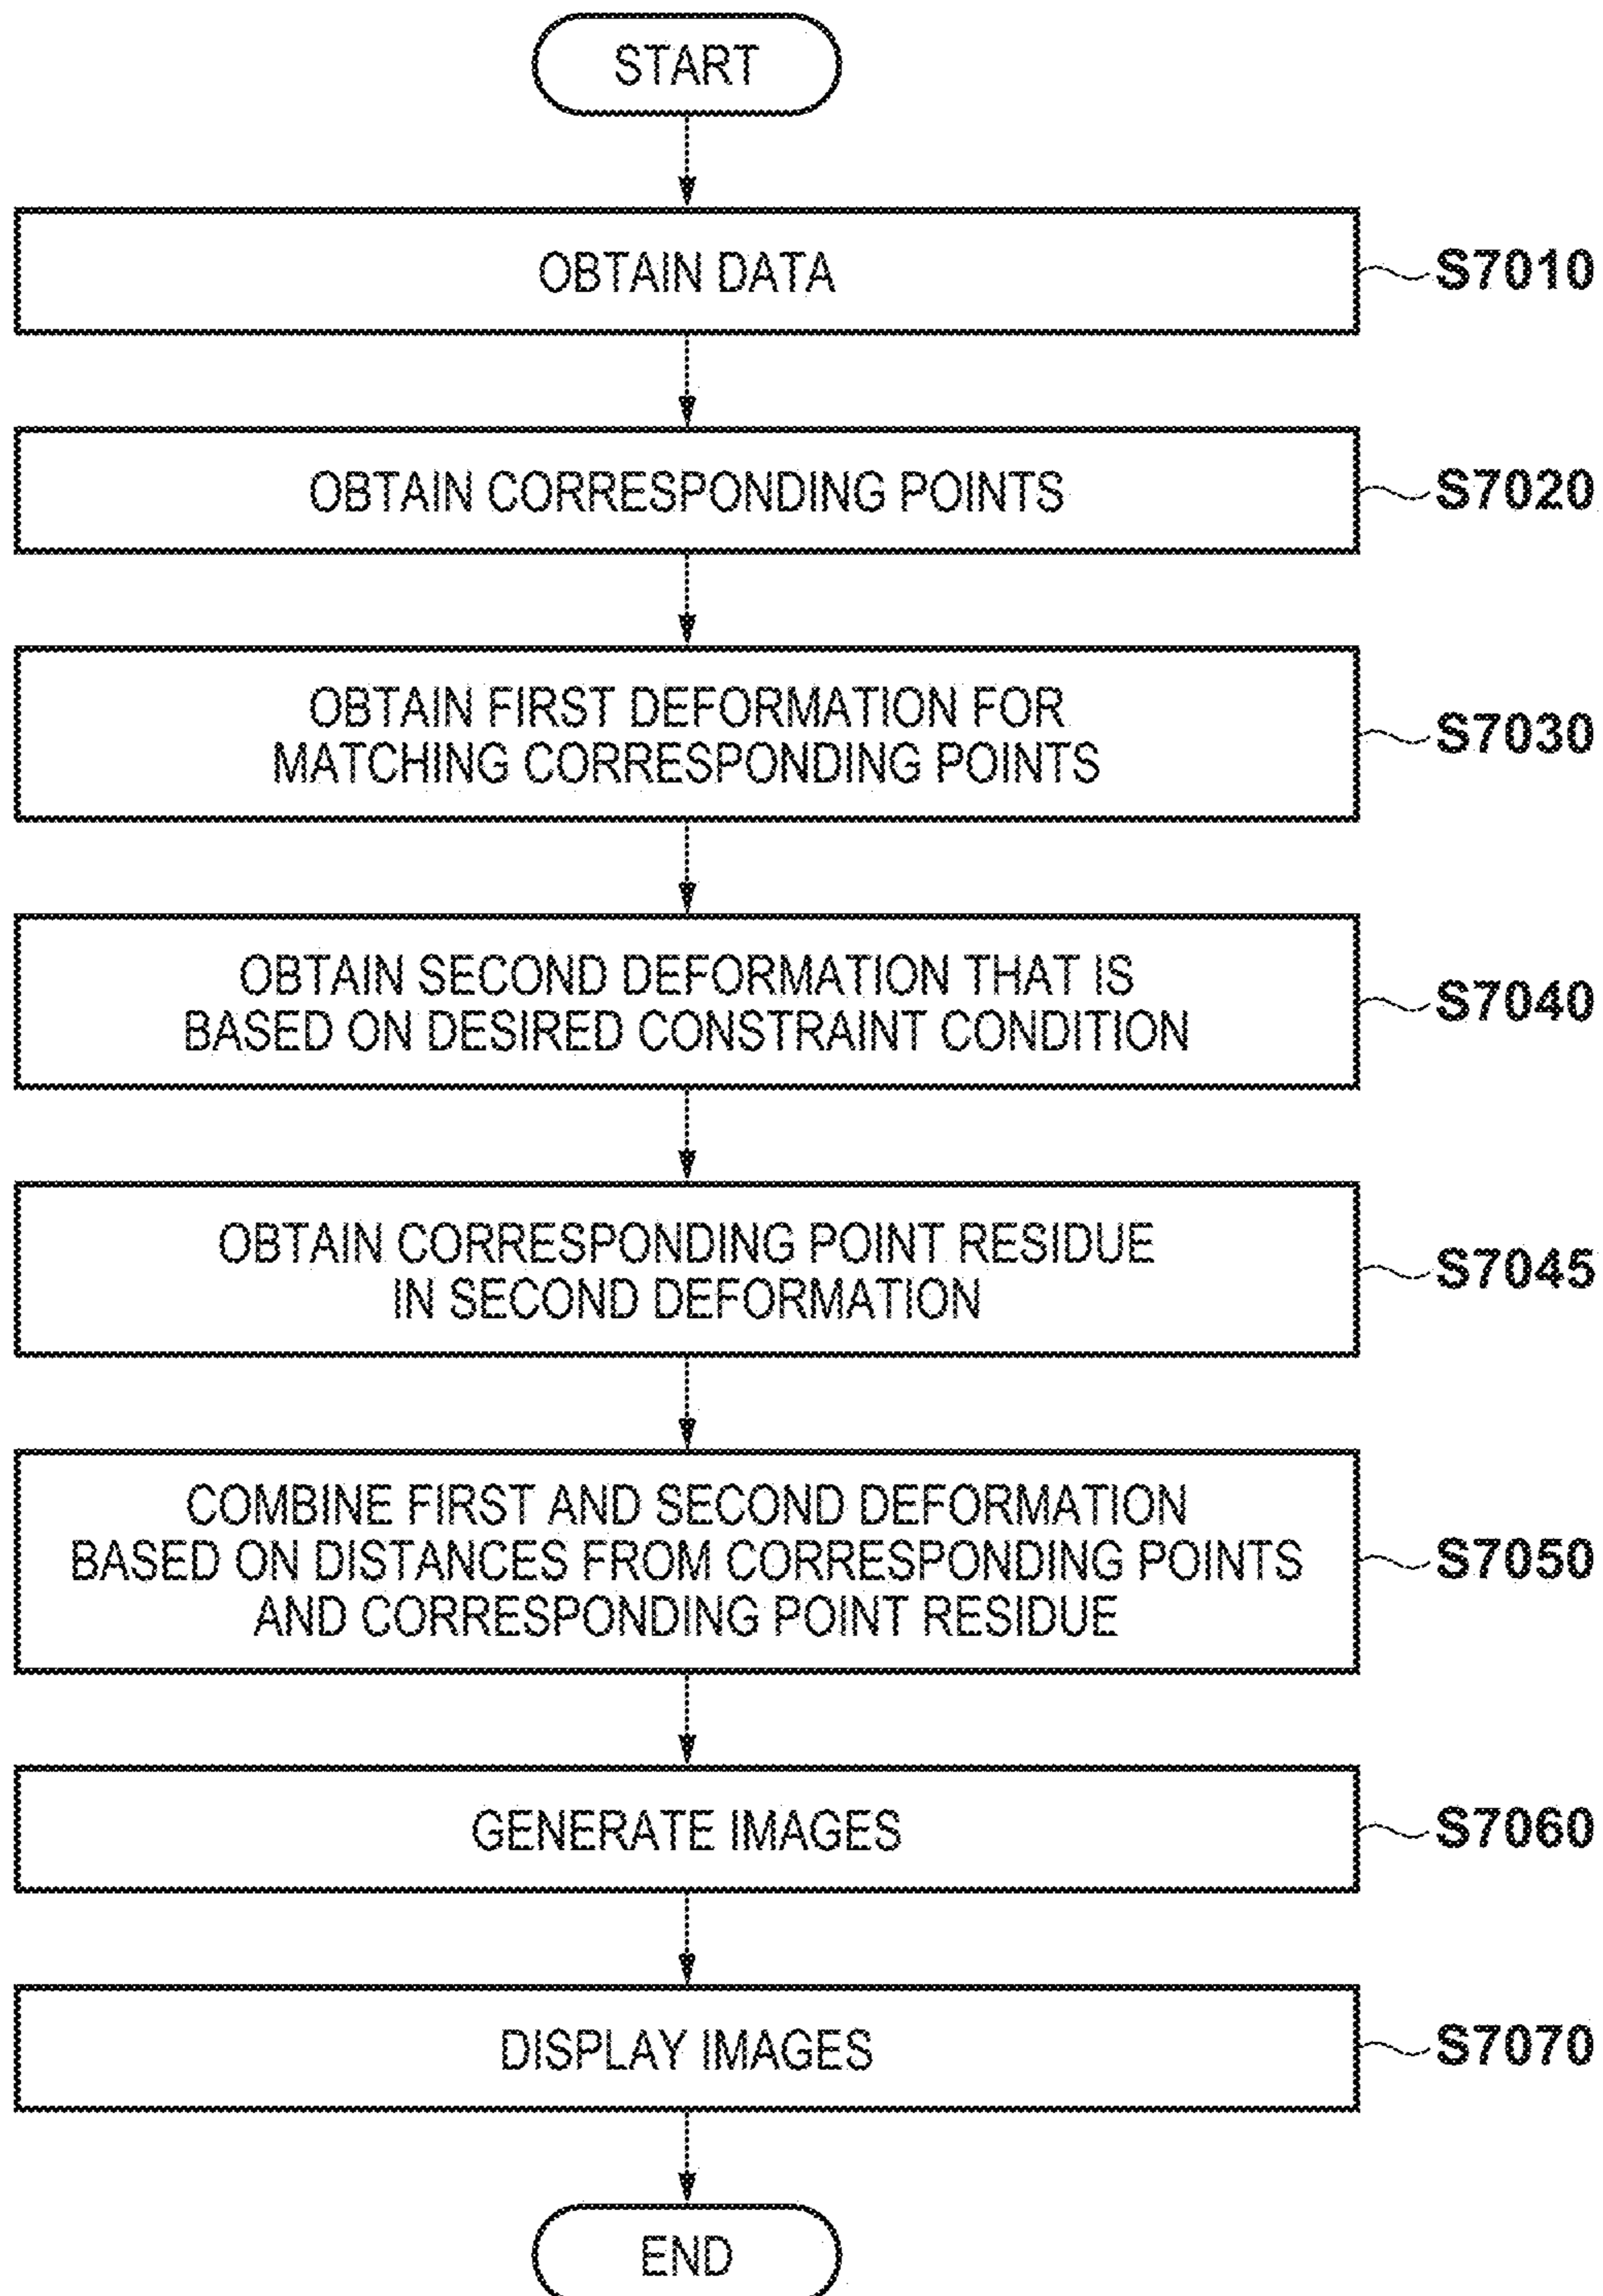 START
OBTAIN DATA
S7010
OBTAIN CORRESPONDING POINTS
S7020
OBTAIN FIRST DEFORMATION FOR
MATCHING CORRESPONDING POINTS
S7030
OBTAIN SECOND DEFORMATION THAT IS
BASED ON DESIRED CONSTRAINT CONDITION
S7040
OBTAIN CORRESPONDING POINT RESIDUE
IN SECOND DEFORMATION
S7045
COMBINE FIRST AND SECOND DEFORMATION
BASED ON DISTANCES FROM CORRESPONDING POINTS
AND CORRESPONDING POINT RESIDUE
S7050
GENERATE IMAGES
S7060
DISPLAY IMAGES
S7070
END